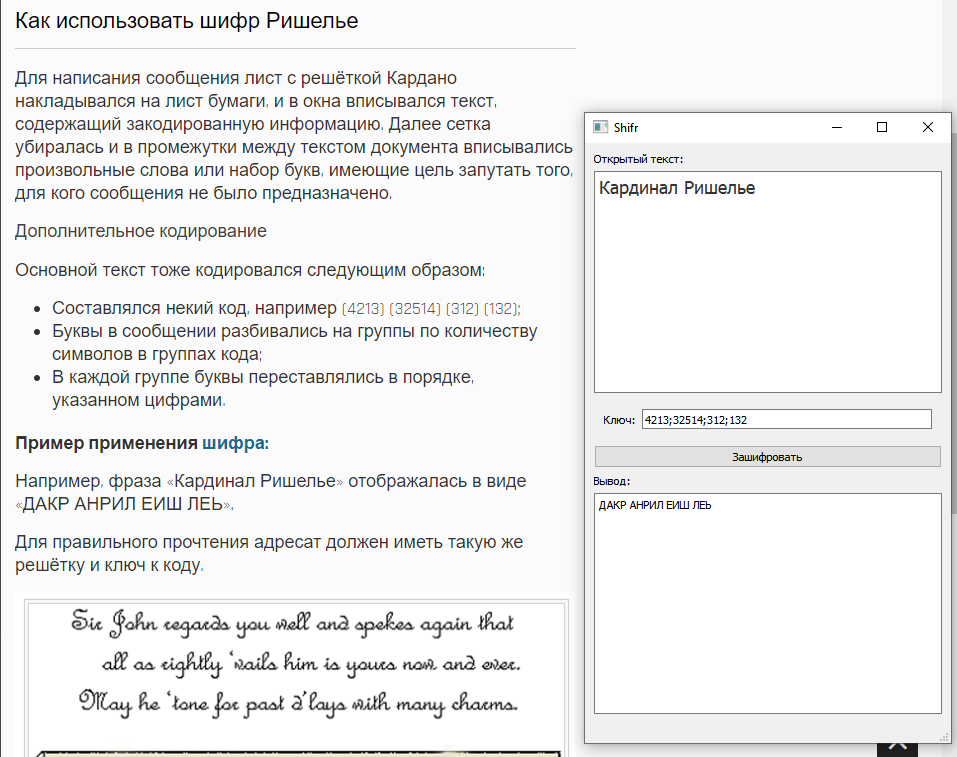 Как использовать шифр Ришелье
Для написания сообщения лист с решёткой Кардано
накладывался на лист бумаги, и в окна вписывался текст,
содержащий закодированную информацию. Далее сетка
убиралась и в промежутки между текстом документа вписывались
произвольные слова или набор букв, имеющие цель запутать того,
для кого сообщения не было предназначено.
Дополнительное кодирование
Основной текст тоже кодировался следующим образом:
Составлялся некий код, например (4213) (32514) (312) (132);
Буквы в сообщении разбивались на группы по количеству
символов в группах кода;
В каждой группе буквы переставлялись в порядке,
указанном цифрами.
Пример применения шифра:
Например, фраза «Кардинал Ришелье» отображалась в виде
«ДАКР АНРИЛ ЕИШ ЛЕЬ».
Для правильного прочтения адресат должен иметь такую же
решётку и ключ к коду.
Sir John regards you well and spekes again that
all as rightly ‘vails him is yours now and ever.
May he ‘tone for past d’lays with many charms.
Shifr
Открытый текст:
Кардинал Ришелье
Ключ: 4213;32514;312;132
Зашифровать
Вывод:
ДАКР АНРИЛ ЕИШ ЛЕЬ